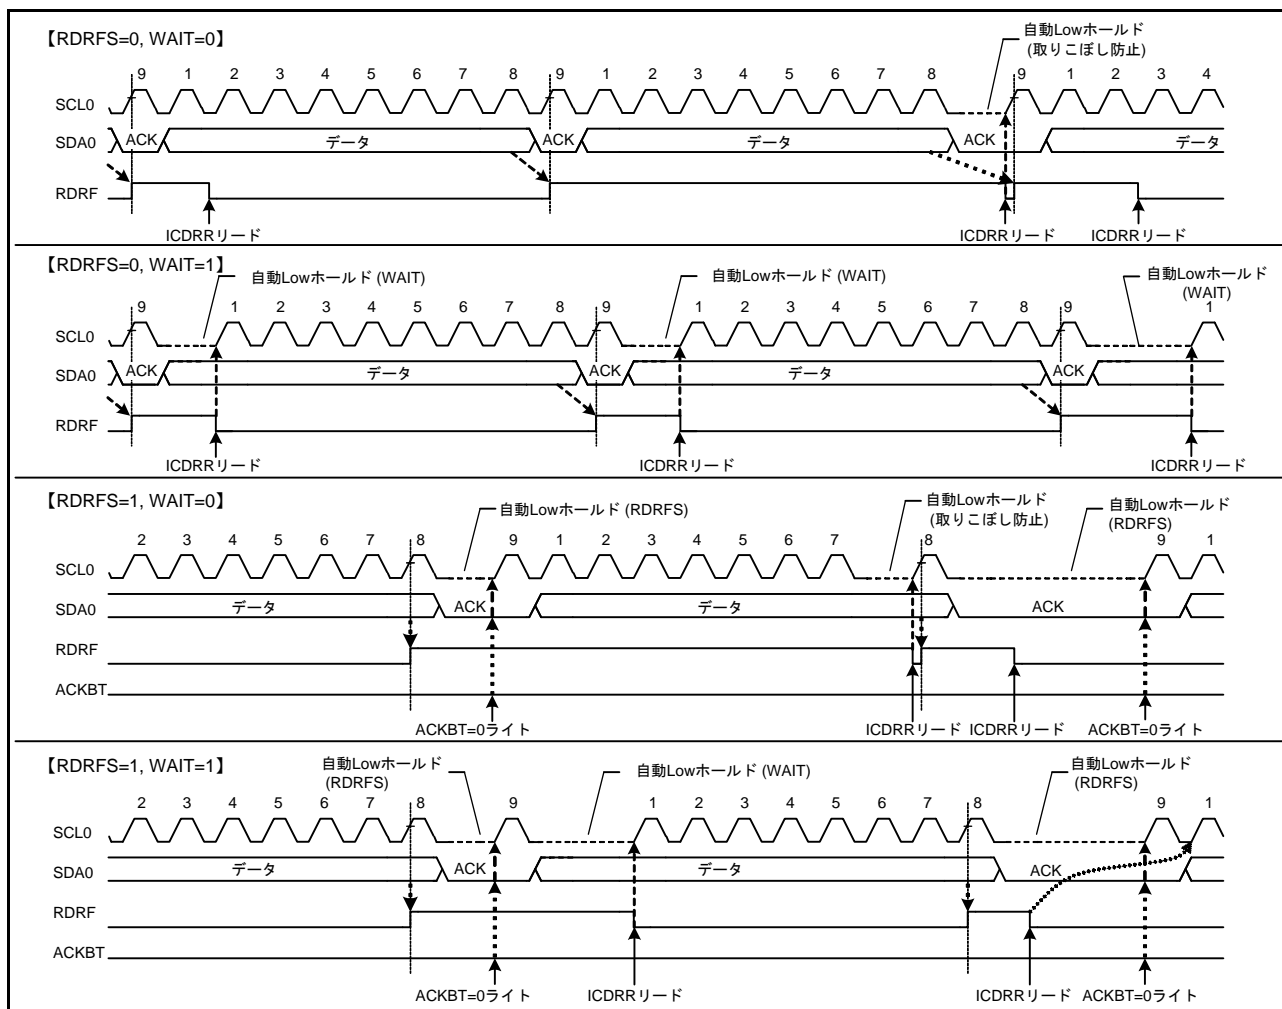 【RDRFS=0, WAIT=0】
自動Lowホールド
(取りこぼし防止)
9 1 2 3 4 5 6 7 8 9 1 2 3 4 5 6 7 8 9 1 2 3 4
SCL0
SDA0 ACK データ ACK データ ACK データ
RDRF
ICDRRリード ICDRRリード ICDRRリード
【RDRFS=0, WAIT=1】
自動Lowホールド (WAIT) 自動Lowホールド (WAIT) 自動Lowホールド
(WAIT)
9 1 2 3 4 5 6 7 8 9 1 2 3 4 5 6 7 8 9 1
SCL0
SDA0 ACK データ ACK データ ACK
RDRF
ICDRRリード ICDRRリード ICDRRリード
【RDRFS=1, WAIT=0】
自動Lowホールド (RDRFS) 自動Lowホールド
(取りこぼし防止)
自動Lowホールド
(RDRFS)
2 3 4 5 6 7 8 9 1 2 3 4 5 6 7 8 9 1
SCL0
SDA0 データ ACK データ ACK
RDRF
ACKBT
ACKBT=0ライト ICDRRリード ICDRRリード ACKBT=0ライト
【RDRFS=1, WAIT=1】
自動Lowホールド
(RDRFS)
自動Lowホールド (WAIT)
自動Lowホールド
(RDRFS)
2 3 4 5 6 7 8 9 1 2 3 4 5 6 7 8 9 1
SCL0
SDA0 データ ACK データ ACK
RDRF
ACKBT
ACKBT=0ライト ICDRRリード ICDRRリード ACKBT=0ライト